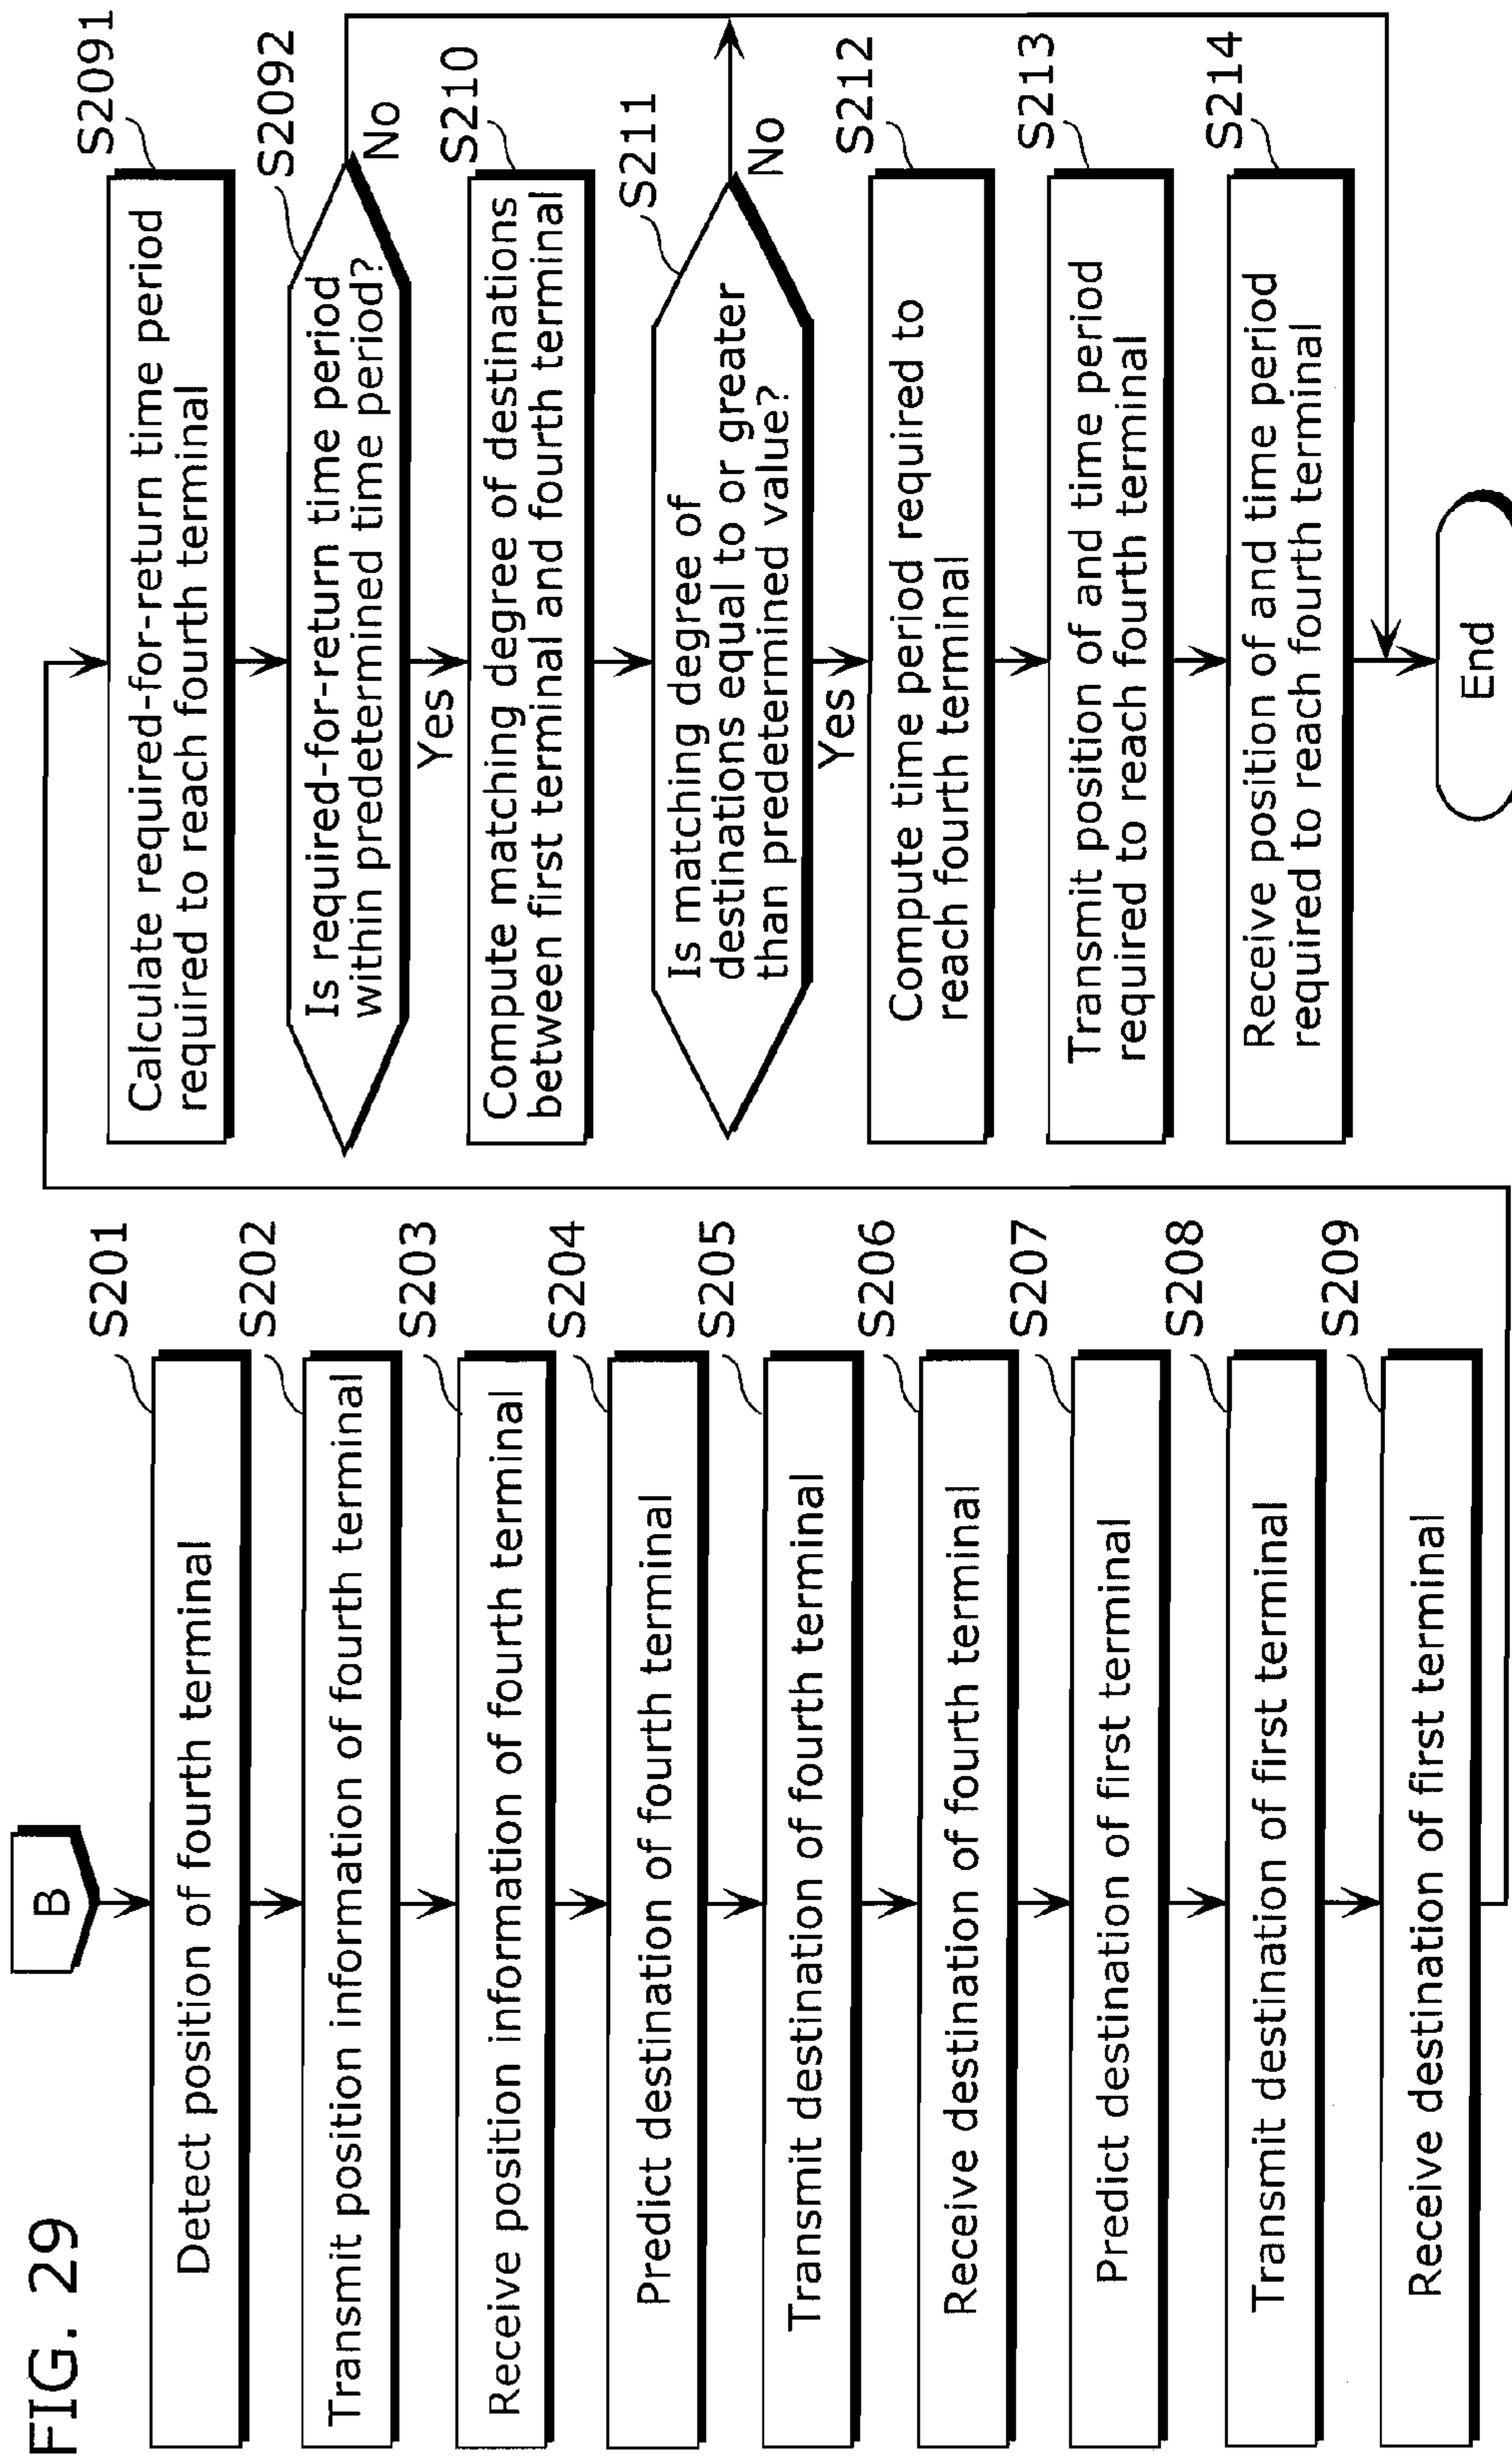 FIG. 29
B
S201
Detect position of fourth terminal
S202
Transmit position information of fourth terminal
S203
Receive position information of fourth terminal
S204
Predict destination of fourth terminal
S205
Transmit destination of fourth terminal
S206
Receive destination of fourth terminal
S207
Predict destination of first terminal
S208
Transmit destination of first terminal
S209
Receive destination of first terminal
S2091
Calculate required-for-return time period
required to reach fourth terminal
S2092
Is required-for-return time period
within predetermined time period?
No
Yes
S210
Compute matching degree of destinations
between first terminal and fourth terminal
S211
Is matching degree of
destinations equal to or greater
than predetermined value?
No
Yes
S212
Compute time period required to
reach fourth terminal
S213
Transmit position of and time period
required to reach fourth terminal
S214
Receive position of and time period
required to reach fourth terminal
End